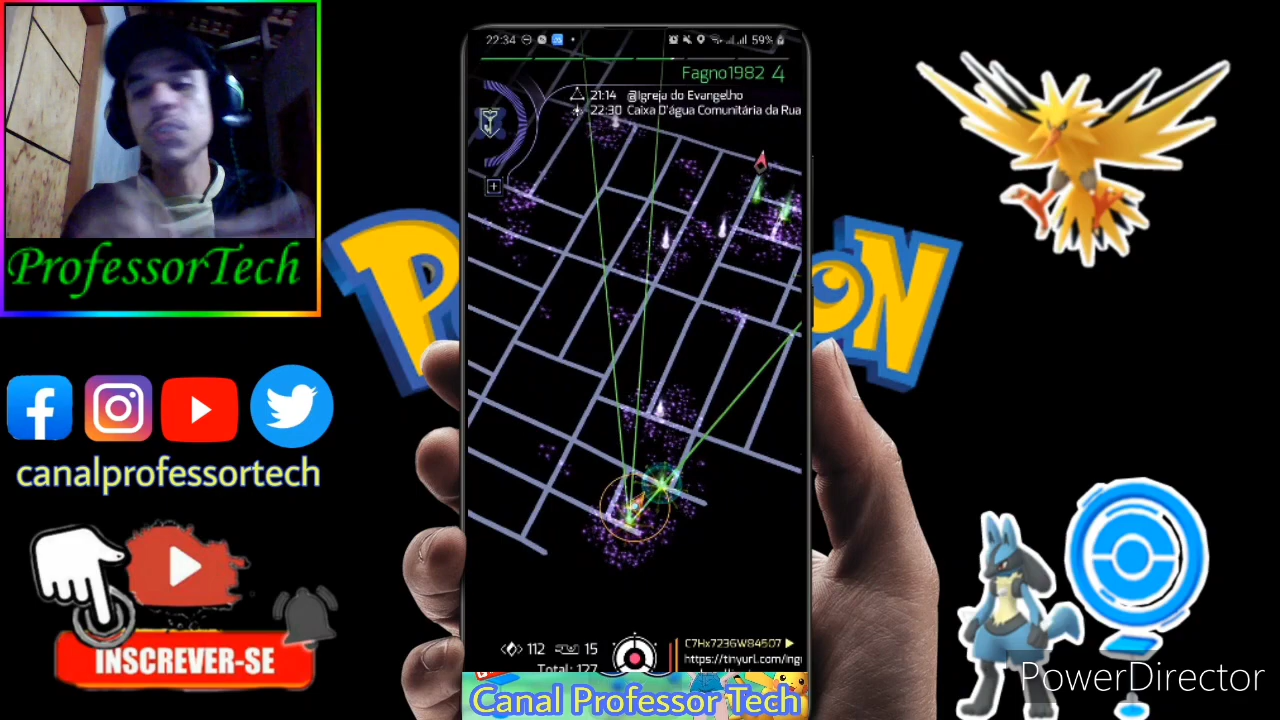 ProfessorTech
canalprofessortech
INSCREVER-SE
22:34
59%
Fagno1982 4
21:14 @Igreja do Evangelho
22:30 Caixa D'água Comunitária da Rua
112
15
Total: 127
C7Hx7236W84507
https://tinyurl.com/ing
Canal Professor Tech
PowerDirector